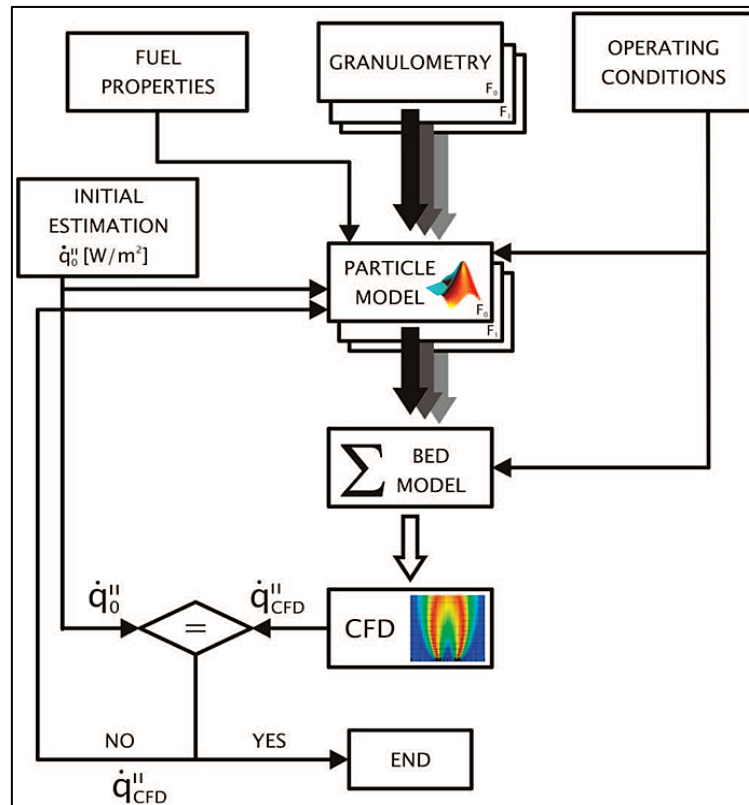 FUEL
PROPERTIES
GRANULOMETRY
F₀
F₁
OPERATING
CONDITIONS
INITIAL
ESTIMATION
q̇₀'' [W/m²]
PARTICLE
MODEL
F₀
F₁
∑ BED
MODEL
q̇₀''
=
q̇''CFD
CFD
NO
YES
END
q̇''CFD